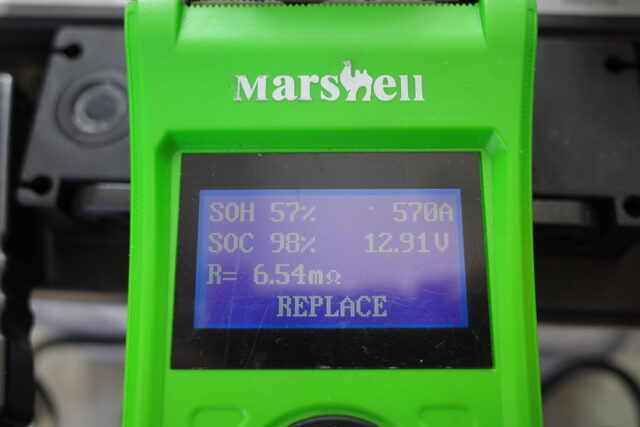 Marshell
SOH 57% 570A
SOC 98% 12.91V
R= 6.54mΩ
REPLACE